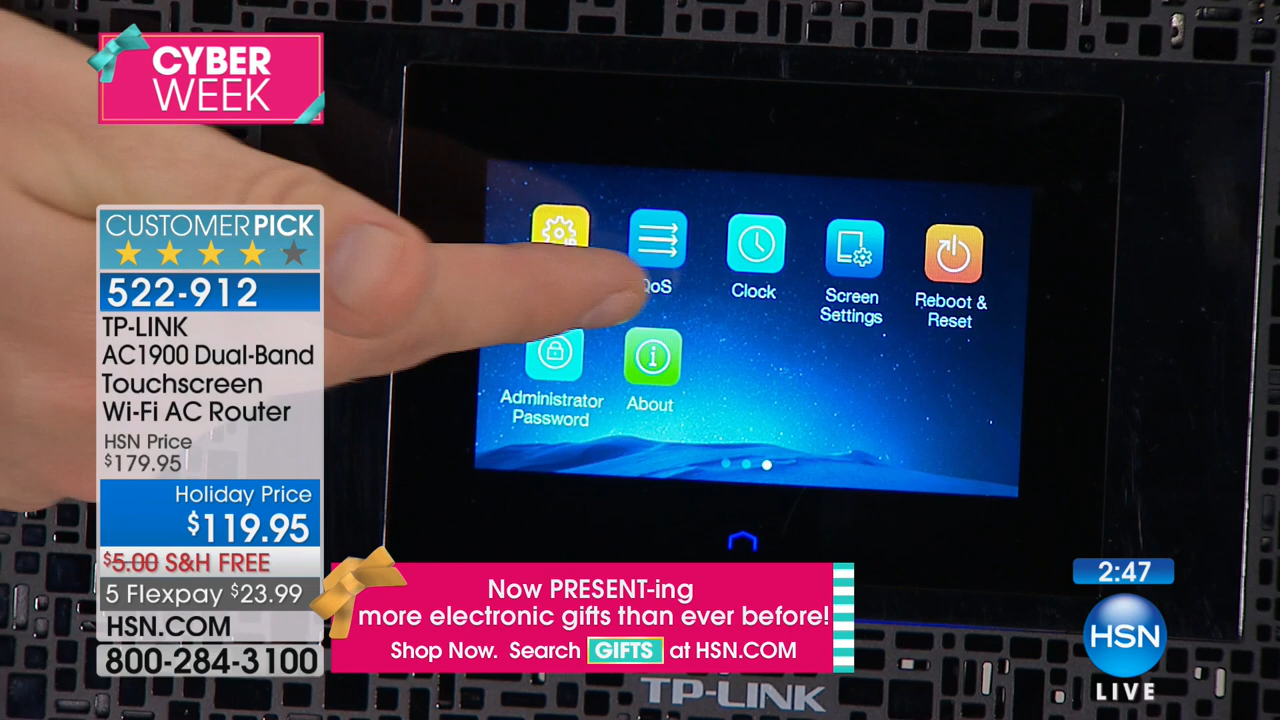 CYBER
WEEK
CUSTOMER PICK
522-912
TP-LINK
AC1900 Dual-Band
Touchscreen
Wi-Fi AC Router
HSN Price
$179.95
Holiday Price
$119.95
$5.00 S&H FREE
5 Flexpay $23.99
HSN.COM
800-284-3100
QoS
Clock
Screen
Settings
Reboot &
Reset
Administrator
Password
About
Now PRESENT-ing
more electronic gifts than ever before!
Shop Now. Search GIFTS at HSN.COM
TP-LINK
2:47
HSN
LIVE